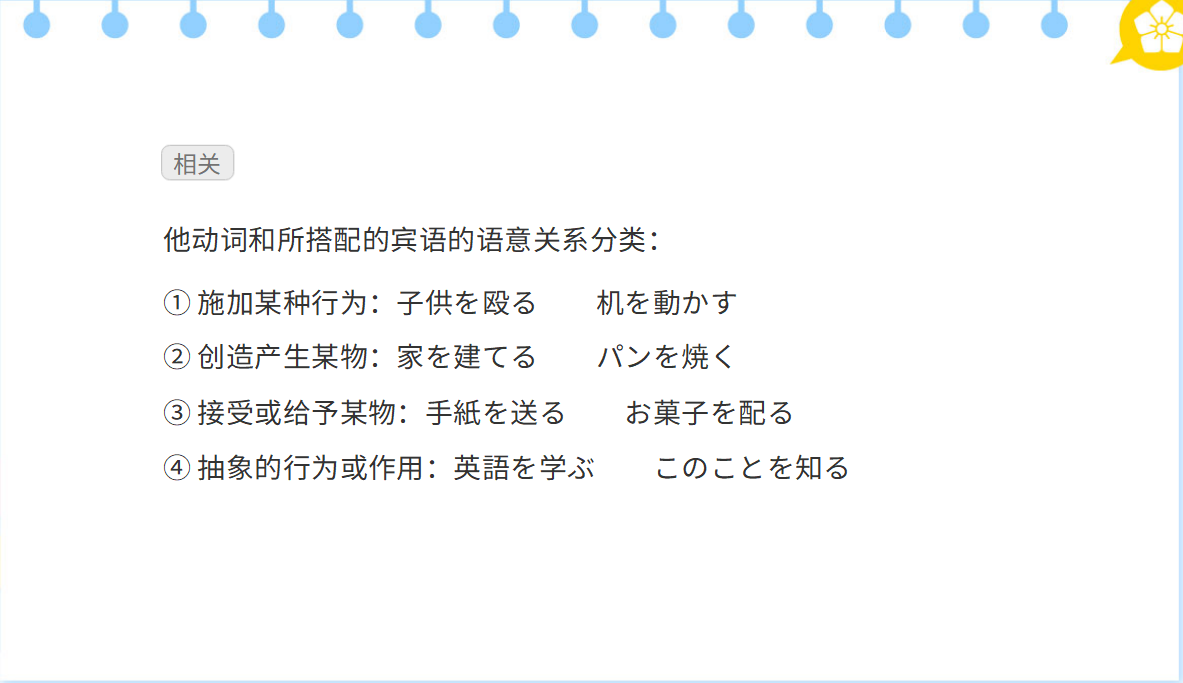 相关
他动词和所搭配的宾语的语意关系分类：
① 施加某种行为：子供を殴る　　机を動かす
② 创造产生某物：家を建てる　　パンを焼く
③ 接受或给予某物：手紙を送る　　お菓子を配る
④ 抽象的行为或作用：英語を学ぶ　　このことを知る